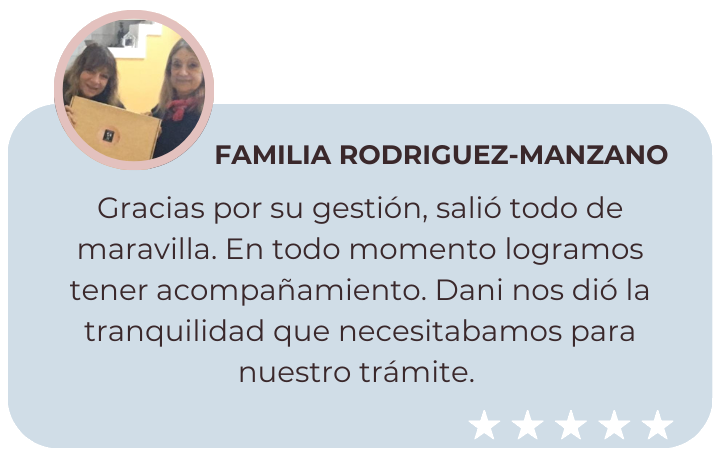 FAMILIA RODRIGUEZ-MANZANO
Gracias por su gestión, salió todo de
maravilla. En todo momento logramos
tener acompañamiento. Dani nos dió la
tranquilidad que necesitabamos para
nuestro trámite.